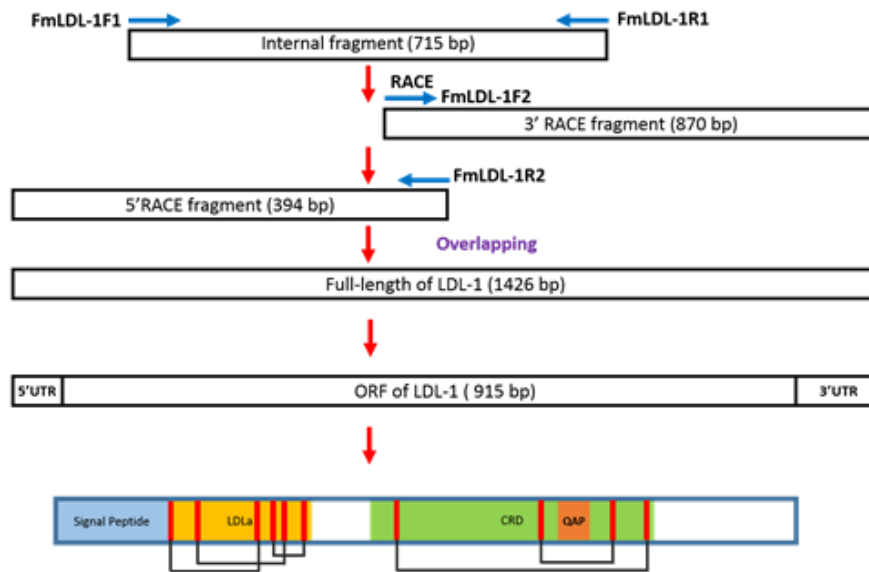 FmLDL-1F1
FmLDL-1R1
Internal fragment (715 bp)
RACE
FmLDL-1F2
3' RACE fragment (870 bp)
FmLDL-1R2
5'RACE fragment (394 bp)
Overlapping
Full-length of LDL-1 (1426 bp)
5'UTR
ORF of LDL-1 ( 915 bp)
3'UTR
Signal Peptide
LDLa
CRD
QAP